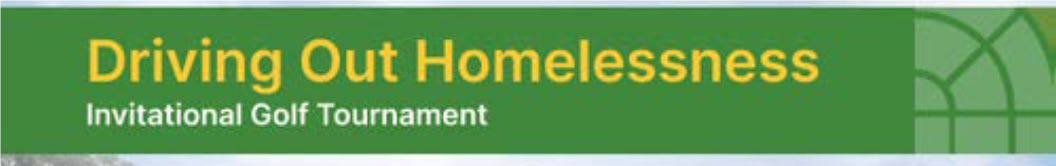 Driving Out Homelessness
Invitational Golf Tournament